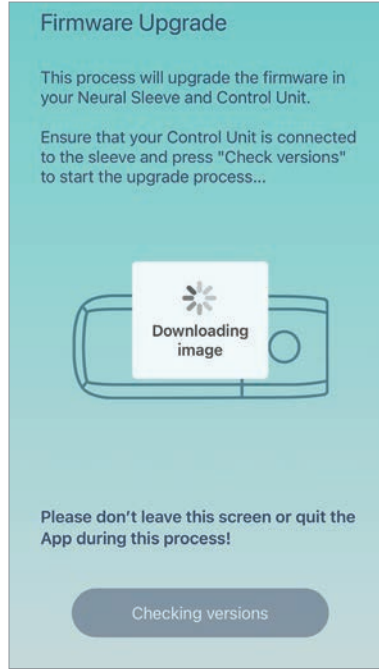 Firmware Upgrade
This process will upgrade the firmware in
your Neural Sleeve and Control Unit.
Ensure that your Control Unit is connected
to the sleeve and press "Check versions"
to start the upgrade process...
Downloading
image
Please don't leave this screen or quit the
App during this process!
Checking versions